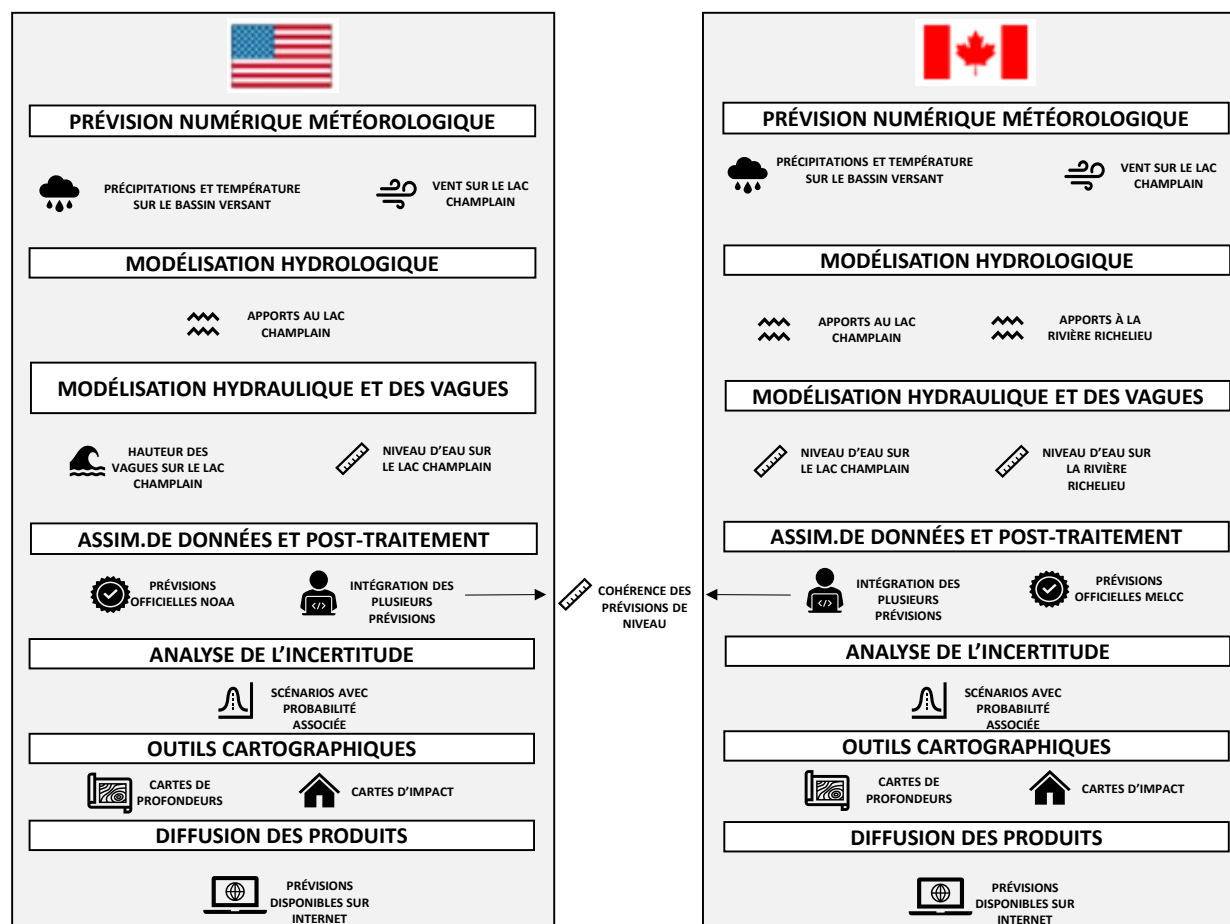 PRÉVISION NUMÉRIQUE MÉTÉOROLOGIQUE
PRÉCIPITATIONS ET TEMPÉRATURE
SUR LE BASSIN VERSANT
VENT SUR LE LAC
CHAMPLAIN
MODÉLISATION HYDROLOGIQUE
APPORTS AU LAC
CHAMPLAIN
MODÉLISATION HYDRAULIQUE ET DES VAGUES
HAUTEUR DES
VAGUES SUR LE LAC
CHAMPLAIN
NIVEAU D'EAU SUR
LE LAC CHAMPLAIN
ASSIM.DE DONNÉES ET POST-TRAITEMENT
PRÉVISIONS
OFFICIELLES NOAA
INTÉGRATION DES
PLUSIEURS
PRÉVISIONS
ANALYSE DE L'INCERTITUDE
SCÉNARIOS AVEC
PROBABILITÉ
ASSOCIÉE
OUTILS CARTOGRAPHIQUES
CARTES DE
PROFONDEURS
CARTES D'IMPACT
DIFFUSION DES PRODUITS
PRÉVISIONS
DISPONIBLES SUR
INTERNET
COHÉRENCE DES
PRÉVISIONS DE
NIVEAU
PRÉVISION NUMÉRIQUE MÉTÉOROLOGIQUE
PRÉCIPITATIONS ET TEMPÉRATURE
SUR LE BASSIN VERSANT
VENT SUR LE LAC
CHAMPLAIN
MODÉLISATION HYDROLOGIQUE
APPORTS AU LAC
CHAMPLAIN
APPORTS À LA
RIVIÈRE RICHELIEU
MODÉLISATION HYDRAULIQUE ET DES VAGUES
NIVEAU D'EAU SUR
LE LAC CHAMPLAIN
NIVEAU D'EAU SUR
LA RIVIÈRE
RICHELIEU
ASSIM.DE DONNÉES ET POST-TRAITEMENT
INTÉGRATION DES
PLUSIEURS
PRÉVISIONS
PRÉVISIONS
OFFICIELLES MELCC
ANALYSE DE L'INCERTITUDE
SCÉNARIOS AVEC
PROBABILITÉ
ASSOCIÉE
OUTILS CARTOGRAPHIQUES
CARTES DE
PROFONDEURS
CARTES D'IMPACT
DIFFUSION DES PRODUITS
PRÉVISIONS
DISPONIBLES SUR
INTERNET